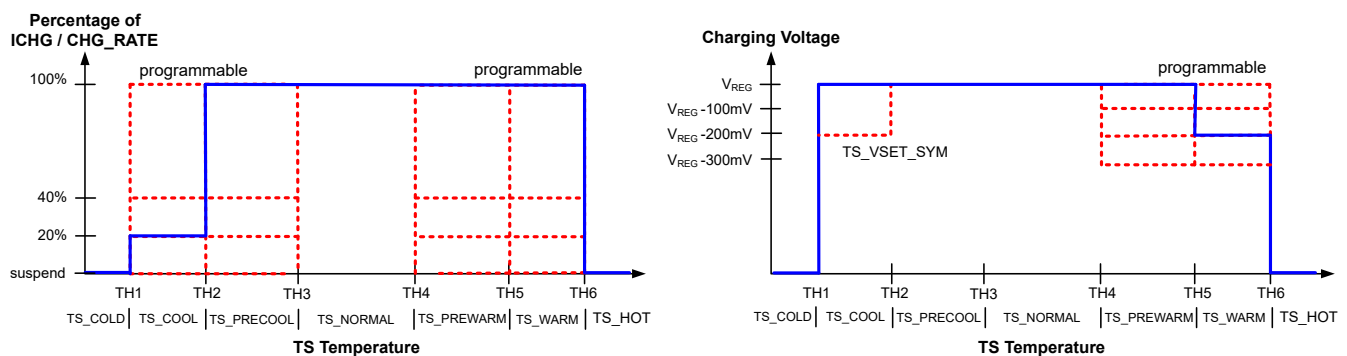 Percentage of
ICHG / CHG_RATE
programmable
programmable
100%
40%
20%
suspend
TH1 TH2 TH3 TH4 TH5 TH6
TS_COLD TS_COOL TS_PRECOOL TS_NORMAL TS_PREWARM TS_WARM TS_HOT
TS Temperature
Charging Voltage
programmable
VREG
VREG -100mV
VREG -200mV
VREG -300mV
TS_VSET_SYM
TH1 TH2 TH3 TH4 TH5 TH6
TS_COLD TS_COOL TS_PRECOOL TS_NORMAL TS_PREWARM TS_WARM TS_HOT
TS Temperature